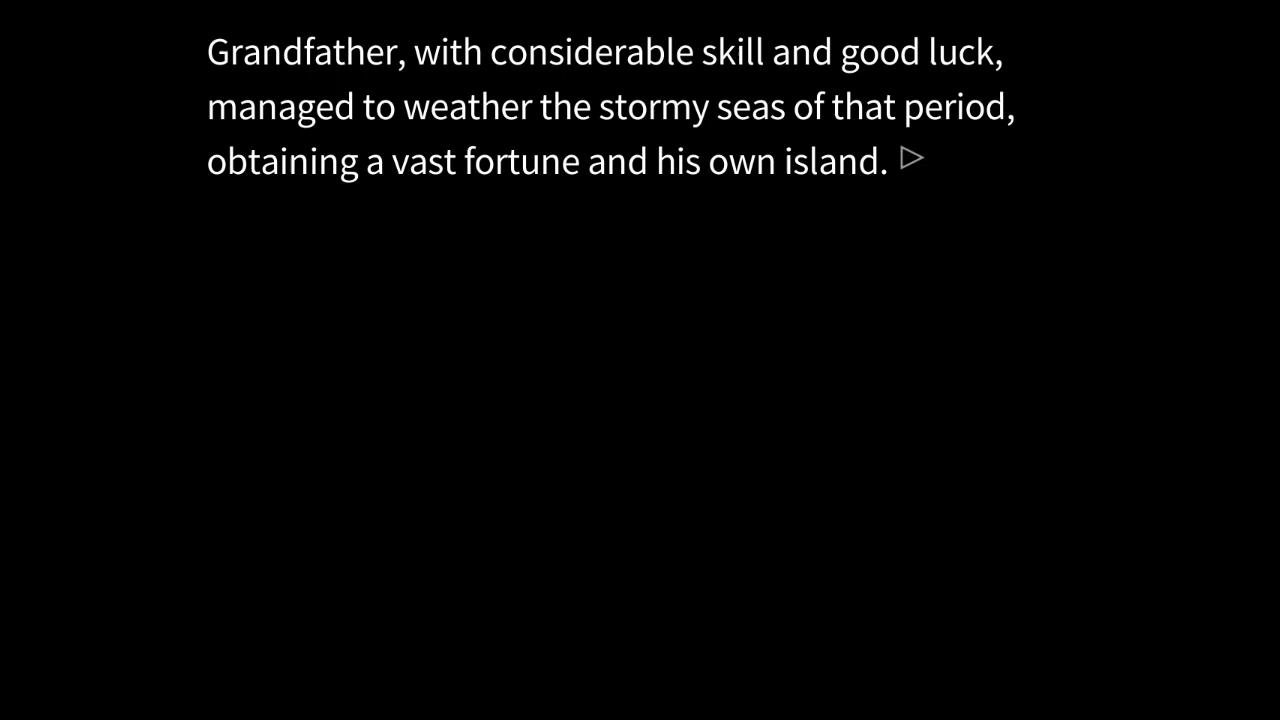 Grandfather, with considerable skill and good luck,
managed to weather the stormy seas of that period,
obtaining a vast fortune and his own island.